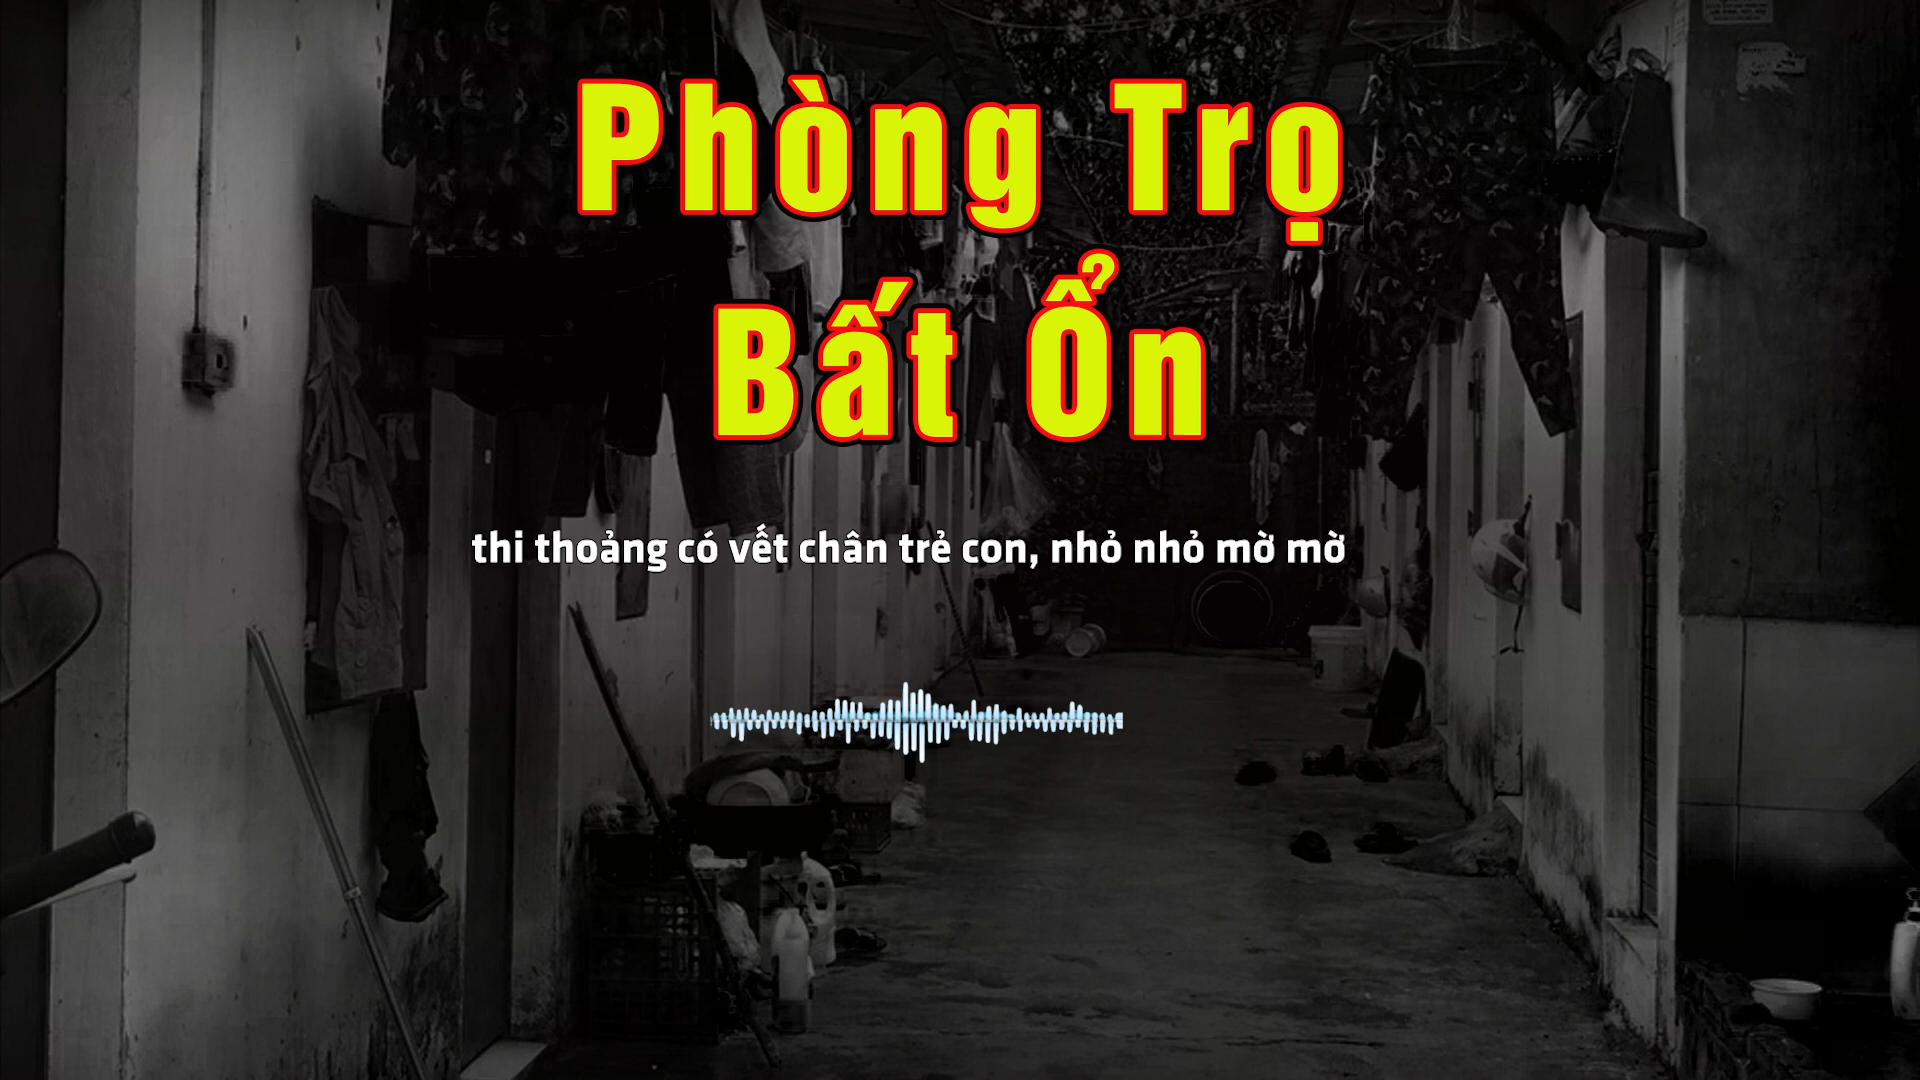 Phòng Trọ
Bất Ổn
thi thoảng có vết chân trẻ con, nhỏ nhỏ mờ mờ